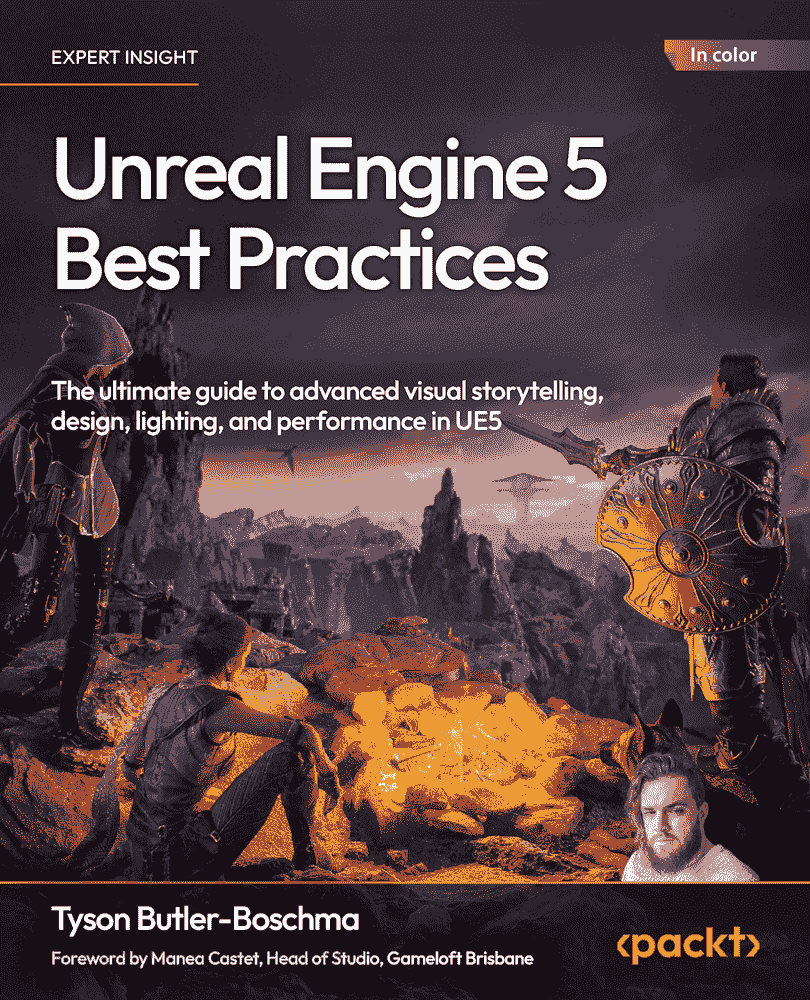 EXPERT INSIGHT
In color
Unreal Engine 5
Best Practices
The ultimate guide to advanced visual storytelling,
design, lighting, and performance in UE5
Tyson Butler-Boschma
Foreword by Manea Castet, Head of Studio, Gameloft Brisbane
<packt>